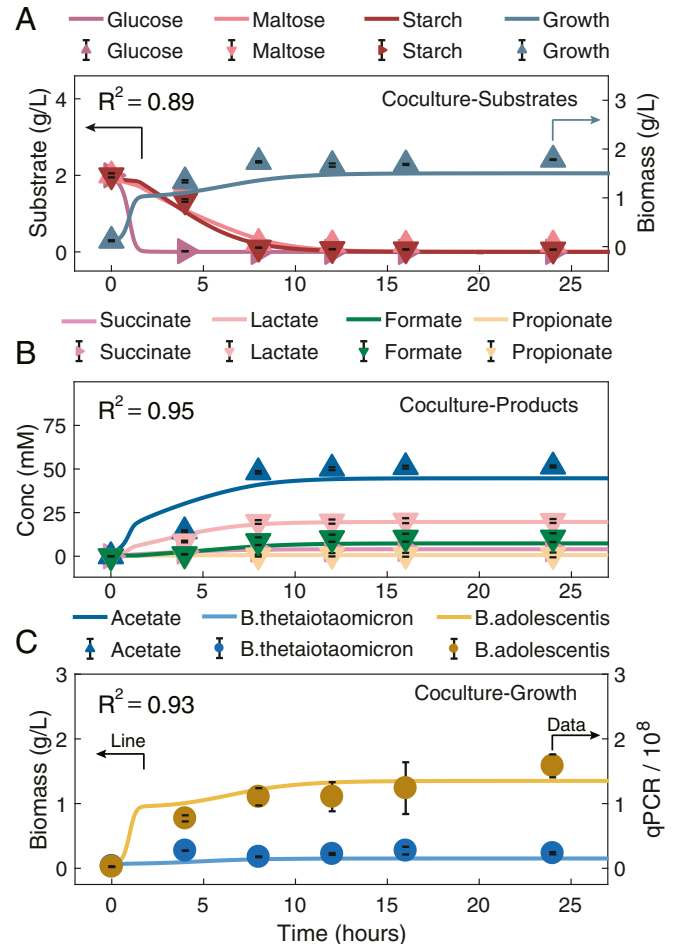 A
Glucose Maltose Starch Growth
Glucose Maltose Starch Growth
R² = 0.89
Coculture-Substrates
Substrate (g/L)
4
2
0
Biomass (g/L)
3
2
1
0
0 5 10 15 20 25
Succinate Lactate Formate Propionate
Succinate Lactate Formate Propionate
B
R² = 0.95
Coculture-Products
Conc (mM)
75
50
25
0
0 5 10 15 20 25
Acetate B.thetaiotaomicron B.adolescentis
Acetate B.thetaiotaomicron B.adolescentis
C
R² = 0.93
Coculture-Growth
Line
Data
Biomass (g/L)
3
2
1
0
qPCR / 10⁸
3
2
1
0
0 5 10 15 20 25
Time (hours)